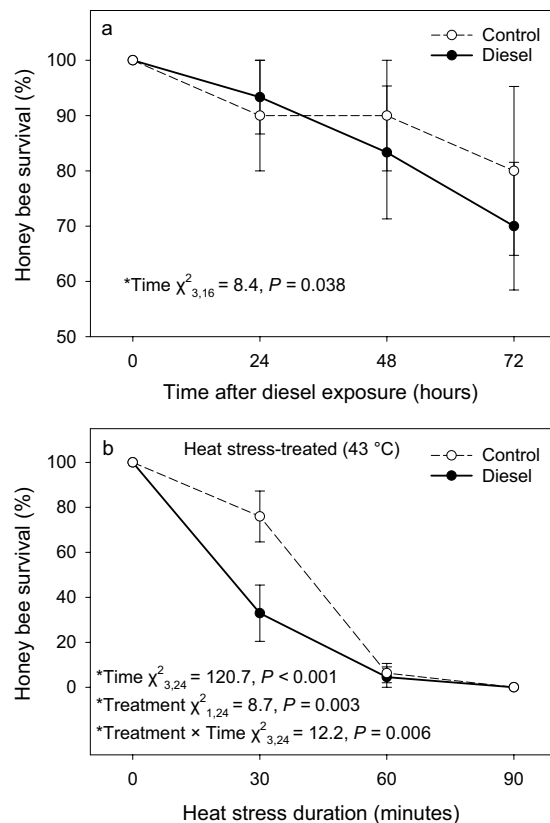 a
Control
Diesel
Honey bee survival (%)
100
90
80
70
60
50
*Time χ²₃,₁₆ = 8.4, P = 0.038
0 24 48 72
Time after diesel exposure (hours)
b Heat stress-treated (43 °C)
Control
Diesel
Honey bee survival (%)
100
80
60
40
20
0
*Time χ²₃,₂₄ = 120.7, P < 0.001
*Treatment χ²₁,₂₄ = 8.7, P = 0.003
*Treatment × Time χ²₃,₂₄ = 12.2, P = 0.006
0 30 60 90
Heat stress duration (minutes)